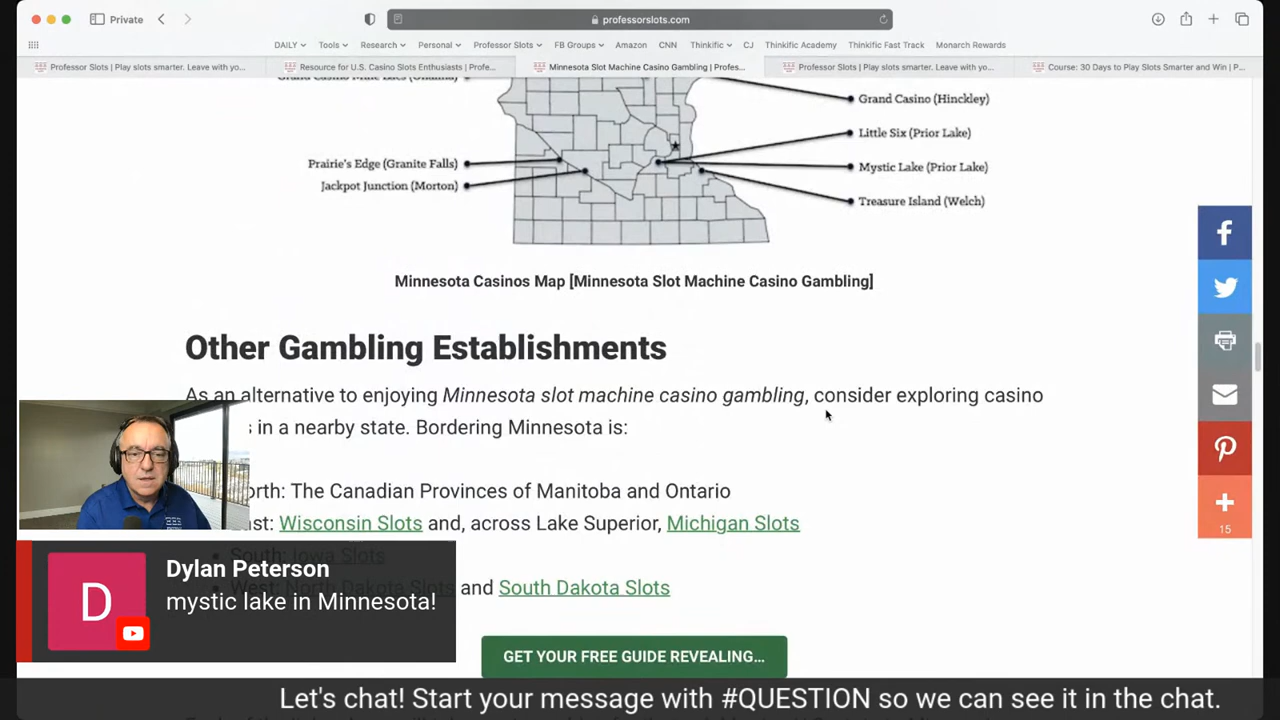 Private
professorslots.com
DAILY Tools Research Personal Professor Slots FB Groups Amazon CNN Thinkific CJ Thinkific Academy Thinkific Fast Track Monarch Rewards
Professor Slots | Play slots smarter. Leave with yo... Resource for U.S. Casino Slots Enthusiasts | Profe... Minnesota Slot Machine Casino Gambling | Profes... Professor Slots | Play slots smarter. Leave with yo... Course: 30 Days to Play Slots Smarter and Win | P...
Grand Casino (Hinckley)
Little Six (Prior Lake)
Prairie's Edge (Granite Falls)
Mystic Lake (Prior Lake)
Jackpot Junction (Morton)
Treasure Island (Welch)
Minnesota Casinos Map [Minnesota Slot Machine Casino Gambling]
Other Gambling Establishments
As an alternative to enjoying Minnesota slot machine casino gambling, consider exploring casino
in a nearby state. Bordering Minnesota is:
The Canadian Provinces of Manitoba and Ontario
Wisconsin Slots and, across Lake Superior, Michigan Slots
South: Iowa Slots
West: North Dakota Slots and South Dakota Slots
15
D
Dylan Peterson
mystic lake in Minnesota!
GET YOUR FREE GUIDE REVEALING...
Let's chat! Start your message with #QUESTION so we can see it in the chat.